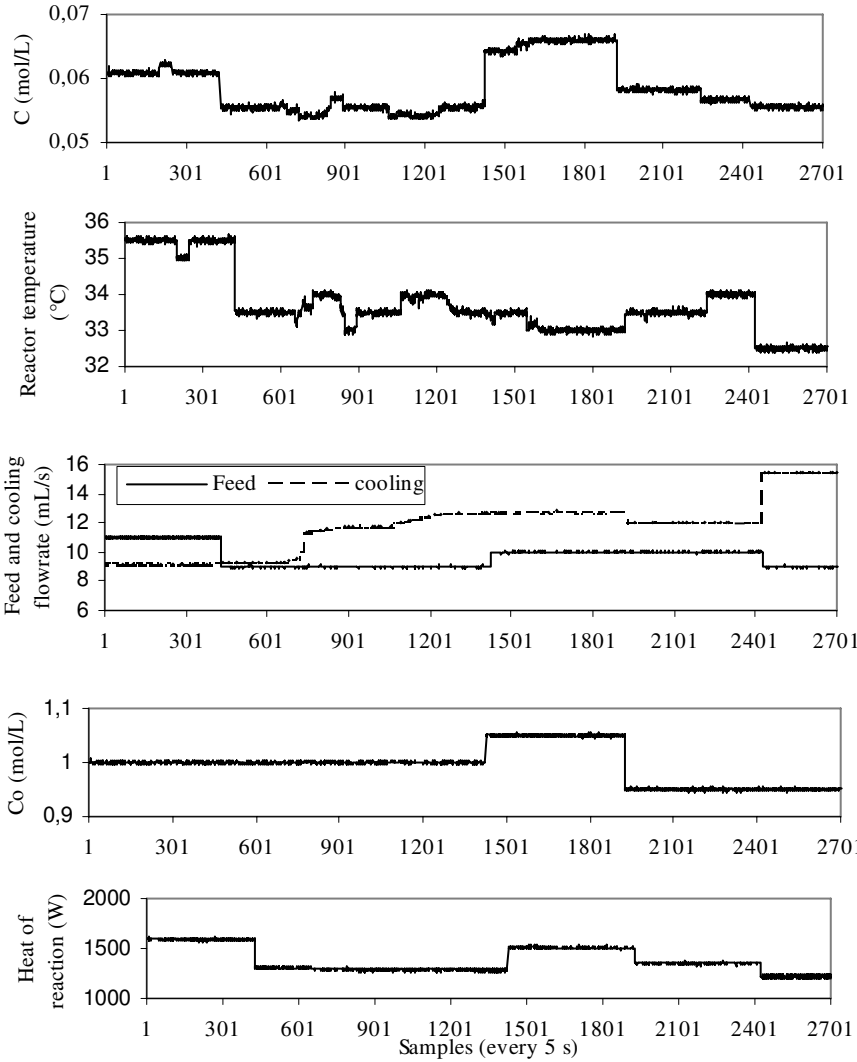 0,07
0,06
0,05
C (mol/L)
1 301 601 901 1201 1501 1801 2101 2401 2701
36
35
34
33
32
Reactor temperature
(°C)
1 301 601 901 1201 1501 1801 2101 2401 2701
16
14
12
10
8
6
Feed and cooling
flowrate (mL/s)
Feed cooling
1 301 601 901 1201 1501 1801 2101 2401 2701
1,1
1
0,9
Co (mol/L)
1 301 601 901 1201 1501 1801 2101 2401 2701
2000
1500
1000
Heat of
reaction (W)
1 301 601 901 1201 1501 1801 2101 2401 2701
Samples (every 5 s)